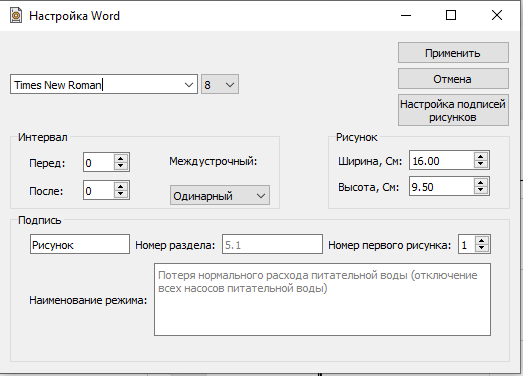 Настройка Word
Применить
Times New Roman 8
Отмена
Настройка подписей
рисунков
Интервал
Перед: 0 Междустрочный:
После: 0 Одинарный
Рисунок
Ширина, См: 16.00
Высота, См: 9.50
Подпись
Рисунок Номер раздела: 5.1 Номер первого рисунка: 1
Наименование режима:
Потеря нормального расхода питательной воды (отключение
всех насосов питательной воды)